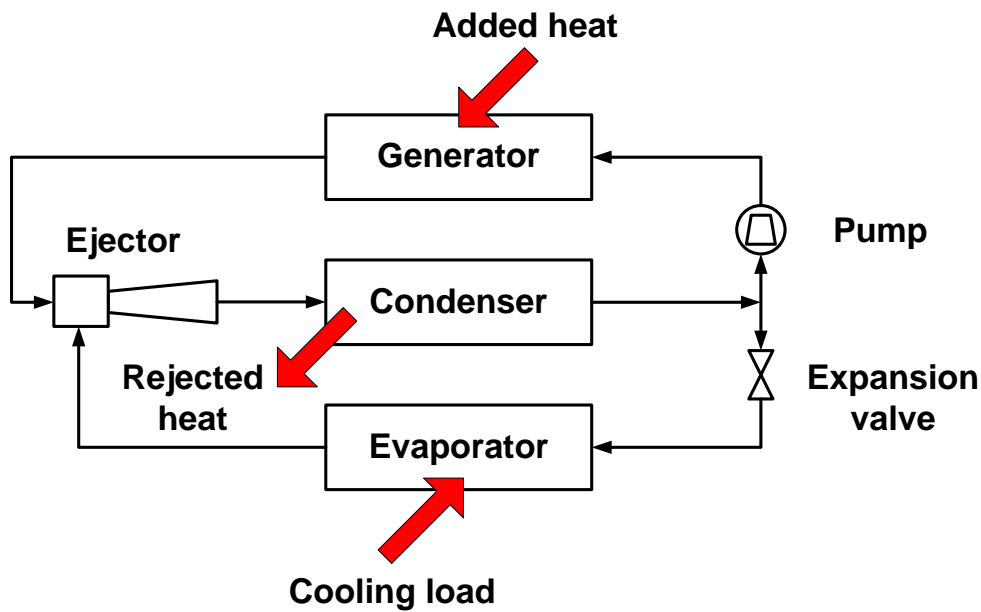 Added heat
Generator
Ejector
Pump
Condenser
Rejected
heat
Expansion
valve
Evaporator
Cooling load